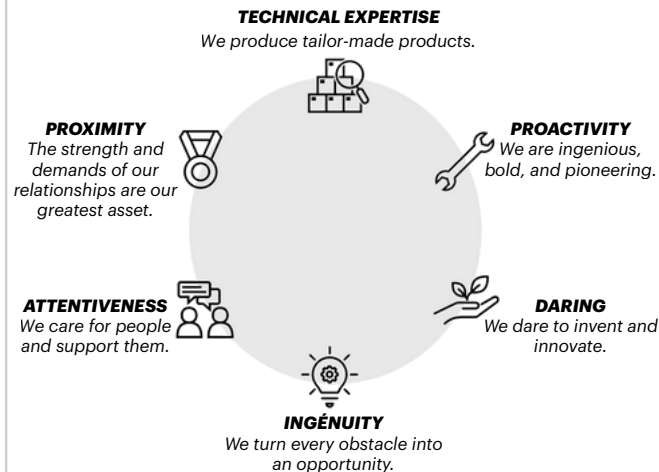 TECHNICAL EXPERTISE
We produce tailor-made products.
PROXIMITY
The strength and
demands of our
relationships are our
greatest asset.
PROACTIVITY
We are ingenious,
bold, and pioneering.
ATTENTIVENESS
We care for people
and support them.
DARING
We dare to invent and
innovate.
INGÉNUITY
We turn every obstacle into
an opportunity.